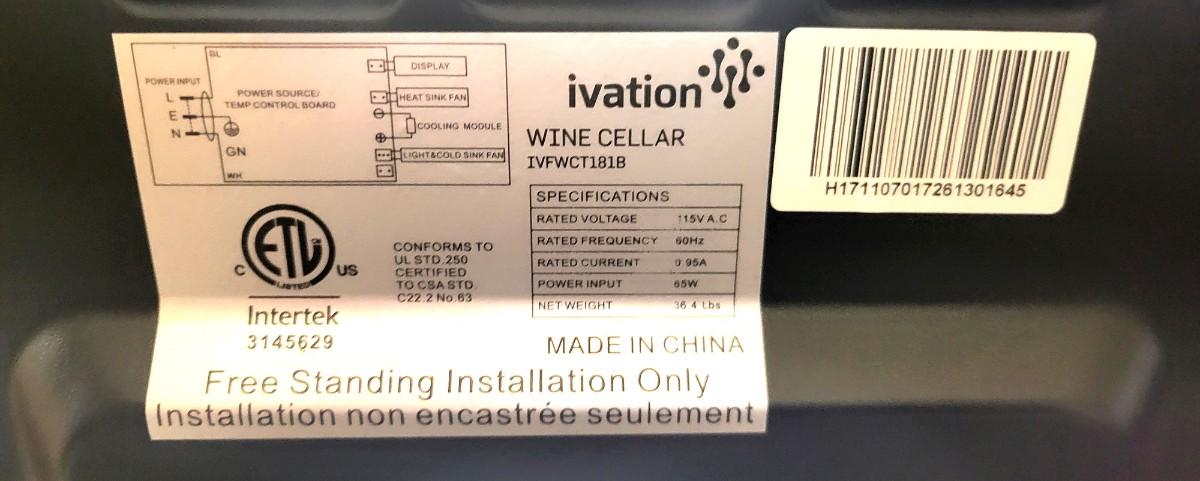 BL
POWER INPUT
L
E
N
POWER SOURCE/
TEMP CONTROL BOARD
GN
WH
DISPLAY
HEAT SINK FAN
COOLING MODULE
LIGHT&COLD SINK FAN
ivation
WINE CELLAR
IVFWCT181B
SPECIFICATIONS
RATED VOLTAGE 115V A.C
RATED FREQUENCY 60Hz
RATED CURRENT 0.95A
POWER INPUT 65W
NET WEIGHT 36.4 Lbs
ETL
LISTED
C US
Intertek
3145629
CONFORMS TO
UL STD.250
CERTIFIED
TO CSA STD.
C22.2 No.63
MADE IN CHINA
Free Standing Installation Only
Installation non encastrée seulement
H171107017261301645